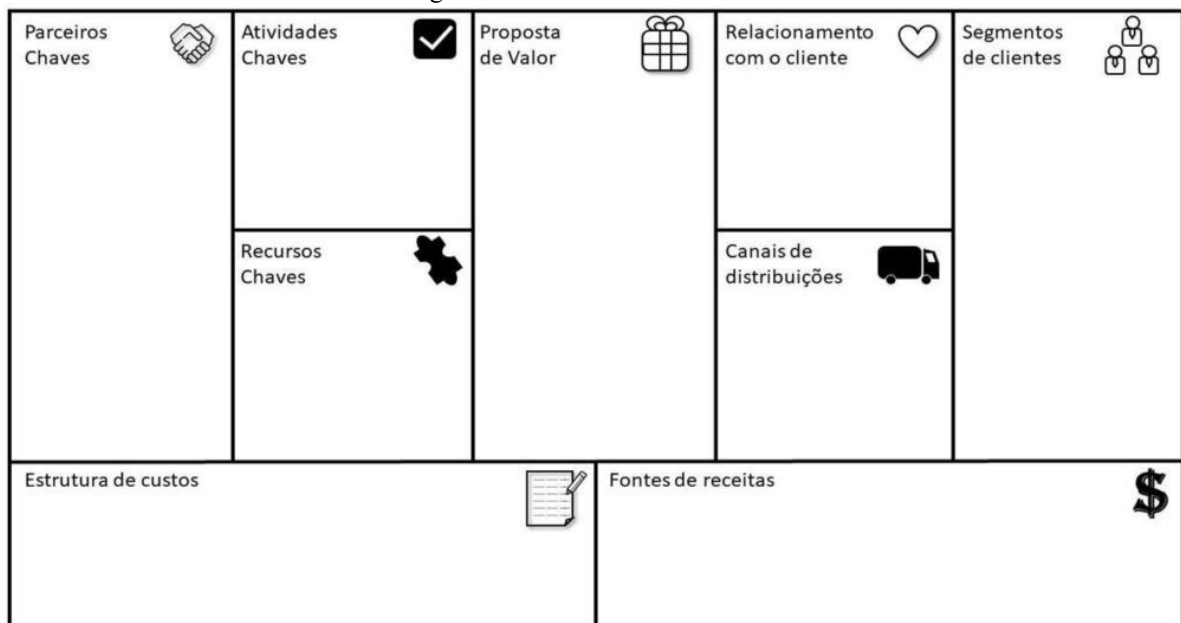 Parceiros
Chaves
Atividades
Chaves
Proposta
de Valor
Relacionamento
com o cliente
Segmentos
de clientes
Recursos
Chaves
Canais de
distribuições
Estrutura de custos
Fontes de receitas
$